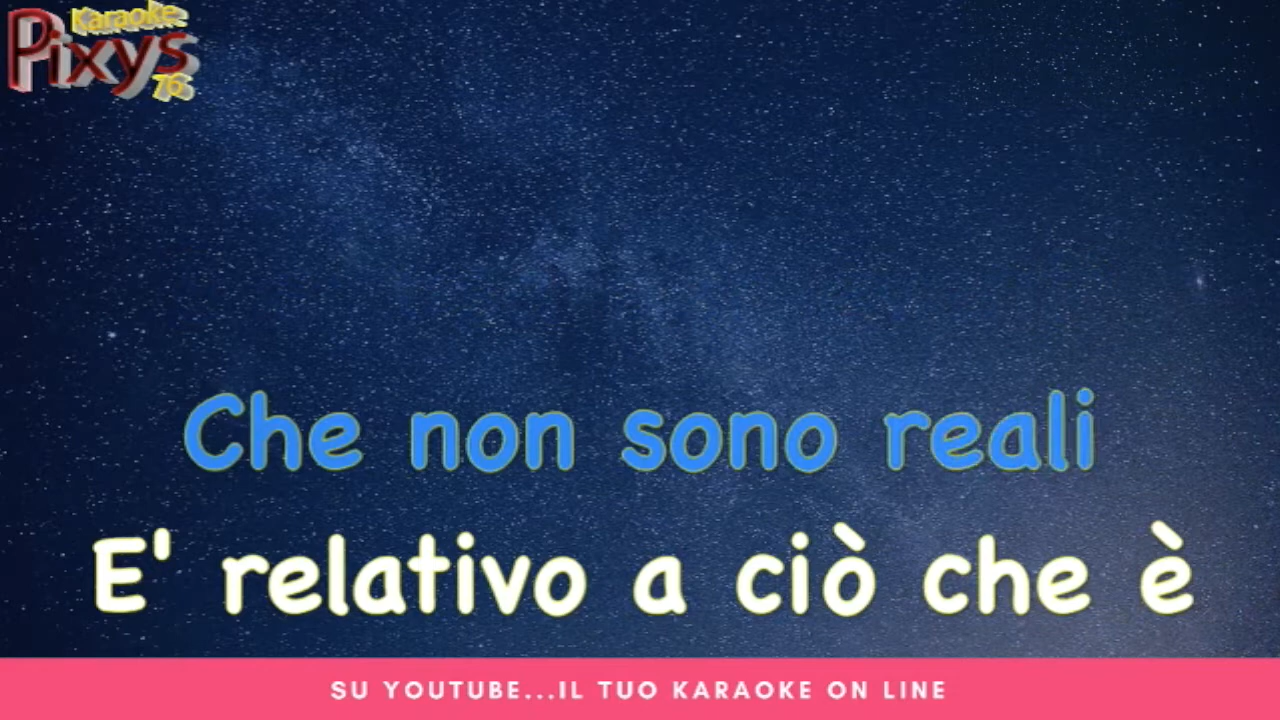 Karaoke
Pixys
76
Che non sono reali
E' relativo a ciò che è
SU YOUTUBE...IL TUO KARAOKE ON LINE